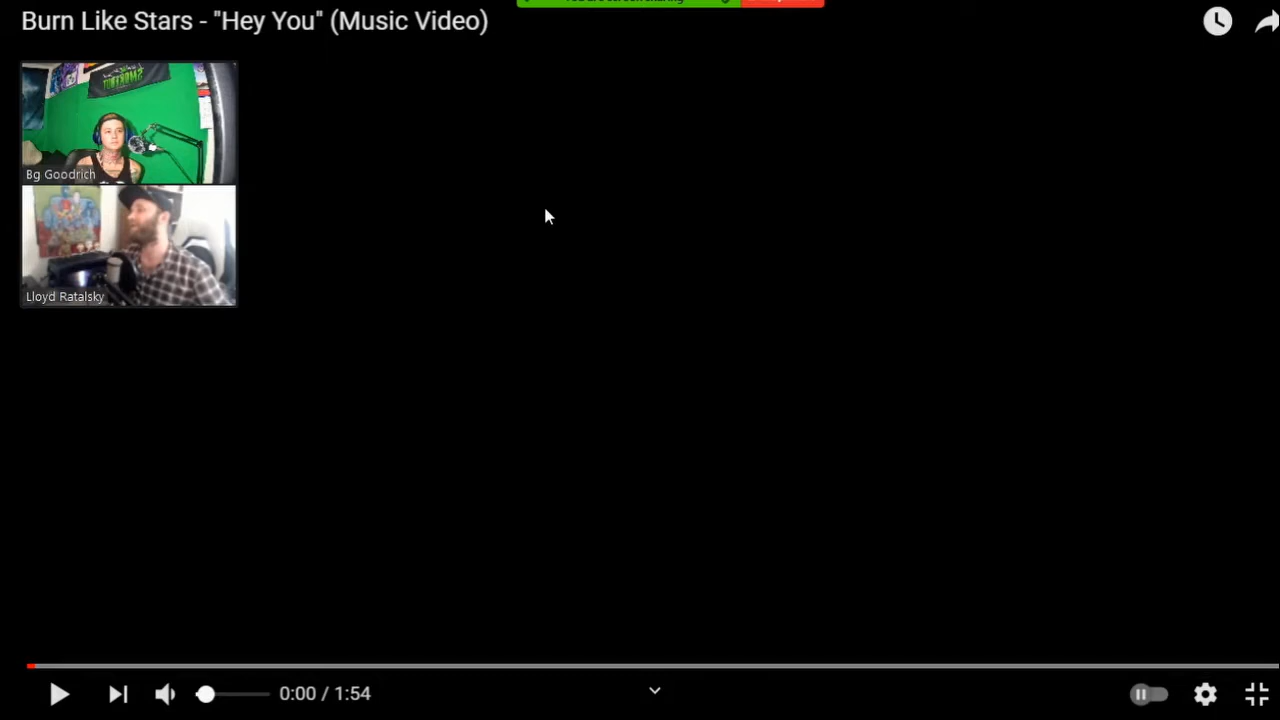 Burn Like Stars - "Hey You" (Music Video)
Bg Goodrich
Lloyd Ratalsky
0:00 / 1:54